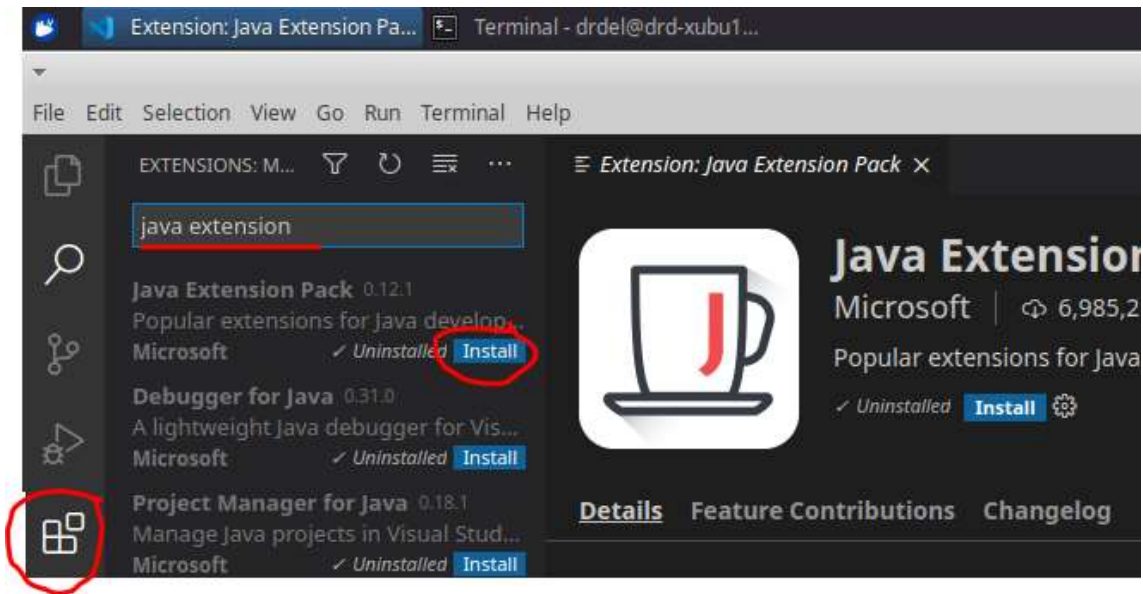 Extension: Java Extension Pa... Terminal - drdel@drd-xubu1...
File Edit Selection View Go Run Terminal Help
EXTENSIONS: M... ···
java extension
Java Extension Pack 0.12.1
Popular extensions for Java develop...
Microsoft ✓ Uninstalled Install
Debugger for Java 0.31.0
A lightweight Java debugger for Vis...
Microsoft ✓ Uninstalled Install
Project Manager for Java 0.18.1
Manage Java projects in Visual Stud...
Microsoft ✓ Uninstalled Install
Extension: Java Extension Pack ×
Java Extension
Microsoft | 6,985,2
Popular extensions for Java
✓ Uninstalled Install
Details Feature Contributions Changelog